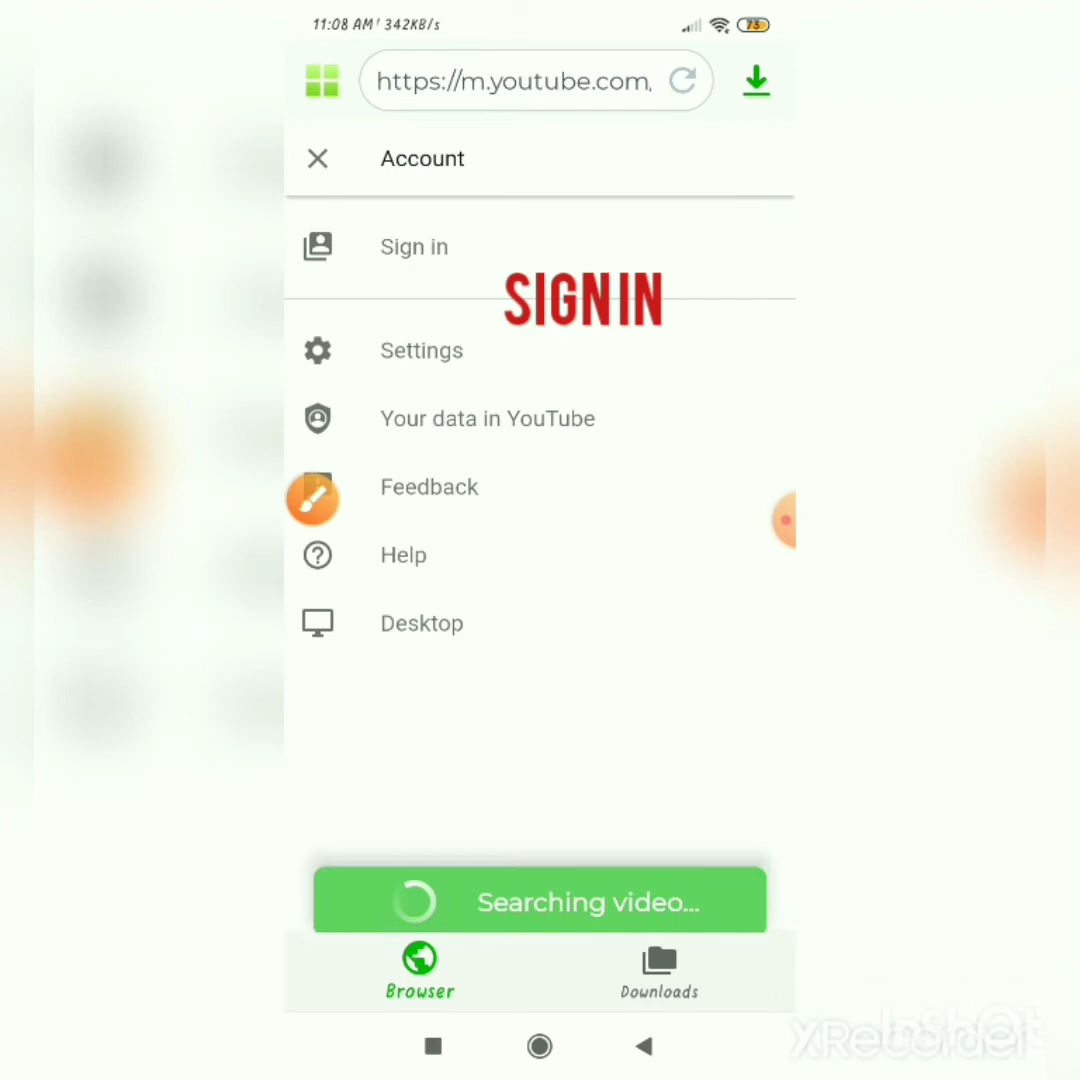 11:08 AM 342KB/s 73
https://m.youtube.com/
Account
Sign in
SIGN IN
Settings
Your data in YouTube
Feedback
Help
Desktop
Searching video...
Browser Downloads
XRecorder
InShOt